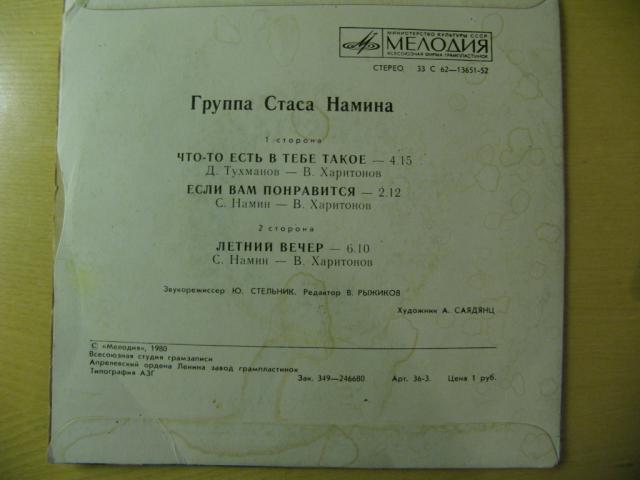 МИНИСТЕРСТВО КУЛЬТУРЫ СССР
МЕЛОДИЯ
ВСЕСОЮЗНАЯ ФИРМА ГРАМПЛАСТИНОК
СТЕРЕО 33 С 62—13651-52
Группа Стаса Намина
1 сторона
ЧТО-ТО ЕСТЬ В ТЕБЕ ТАКОЕ — 4.15
Д. Тухманов — В. Харитонов
ЕСЛИ ВАМ ПОНРАВИТСЯ — 2.12
С. Намин — В. Харитонов
2 сторона
ЛЕТНИЙ ВЕЧЕР — 6.10
С. Намин — В. Харитонов
Звукорежиссер Ю. СТЕЛЬНИК. Редактор В. РЫЖИКОВ
Художник А. САЯДЯНЦ
© «Мелодия», 1980
Всесоюзная студия грамзаписи
Апрелевский ордена Ленина завод грампластинок
Типография АЗГ Зак. 349—246680 Арт. 36-3. Цена 1 руб.